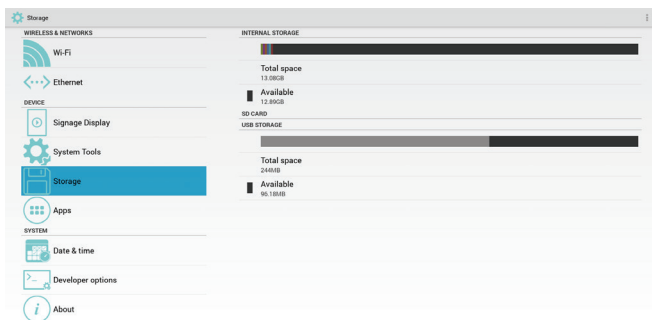 Storage
WIRELESS & NETWORKS
Wi-Fi
Ethernet
DEVICE
Signage Display
System Tools
Storage
Apps
SYSTEM
Date & time
Developer options
About
INTERNAL STORAGE
Total space
13.08GB
Available
12.89GB
SD CARD
USB STORAGE
Total space
244MB
Available
96.18MB